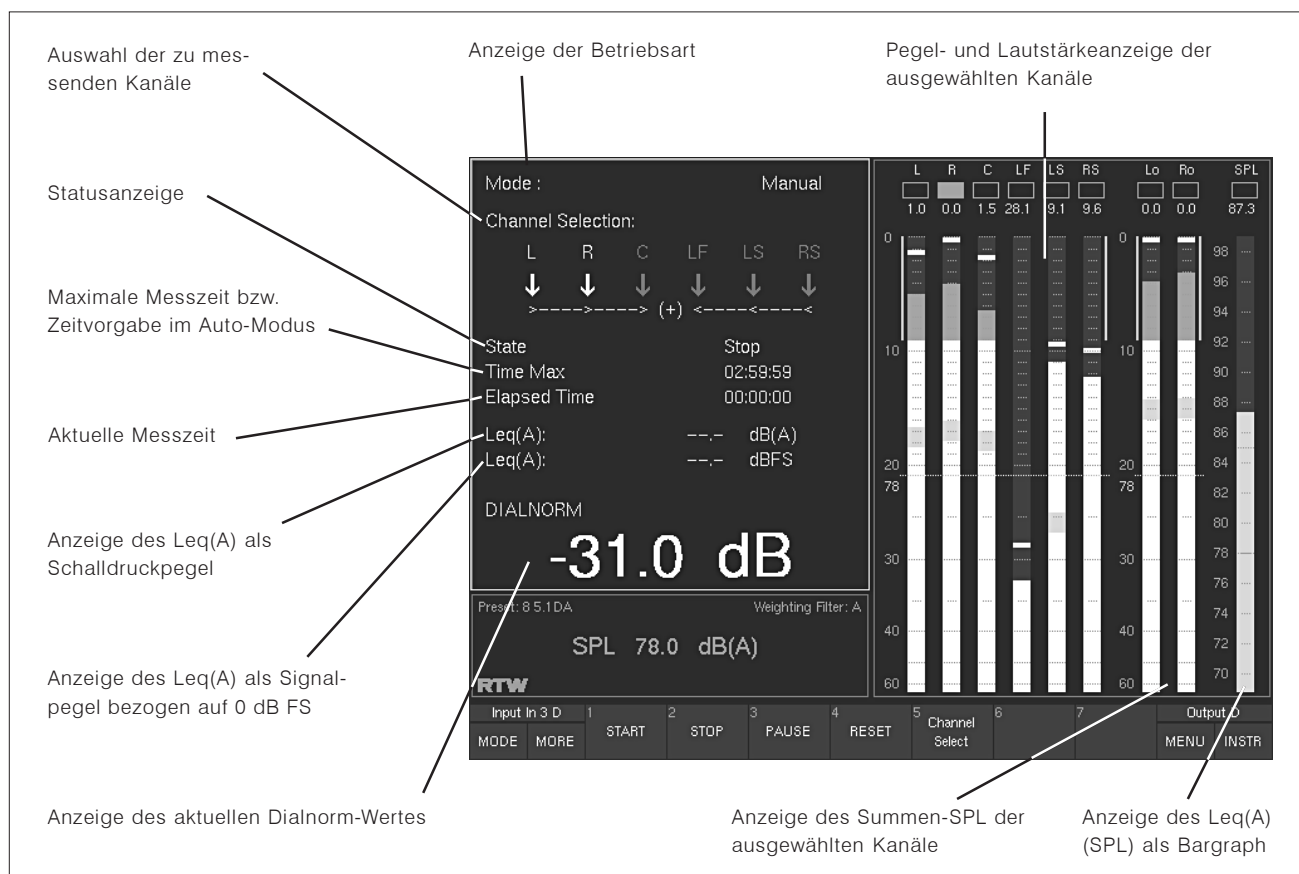 Auswahl der zu mes-
senden Kanäle
Anzeige der Betriebsart
Pegel- und Lautstärkeanzeige der
ausgewählten Kanäle
Statusanzeige
Maximale Messzeit bzw.
Zeitvorgabe im Auto-Modus
Aktuelle Messzeit
Anzeige des Leq(A) als
Schalldruckpegel
Anzeige des Leq(A) als Signal-
pegel bezogen auf 0 dB FS
Anzeige des aktuellen Dialnorm-Wertes
Mode : Manual
Channel Selection:
L R C LF LS RS
>---->----> (+) <----<----<
State Stop
Time Max 02:59:59
Elapsed Time 00:00:00
Leq(A): --.- dB(A)
Leq(A): --.- dBFS
DIALNORM
-31.0 dB
Preset: 8 5.1 DA Weighting Filter: A
SPL 78.0 dB(A)
RTW
L R C LF LS RS Lo Ro SPL
1.0 0.0 1.5 28.1 9.1 9.6 0.0 0.0 87.3
0 0
98
96
94
92
10 10
90
88
86
20 20
84
78 78
82
80
30 30
78
76
74
40 40
72
70
60 60
Input In 3 D 1 2 3 4 5 6 7 Output D
MODE MORE START STOP PAUSE RESET Channel
Select MENU INSTR
Anzeige des Summen-SPL der
ausgewählten Kanäle
Anzeige des Leq(A)
(SPL) als Bargraph